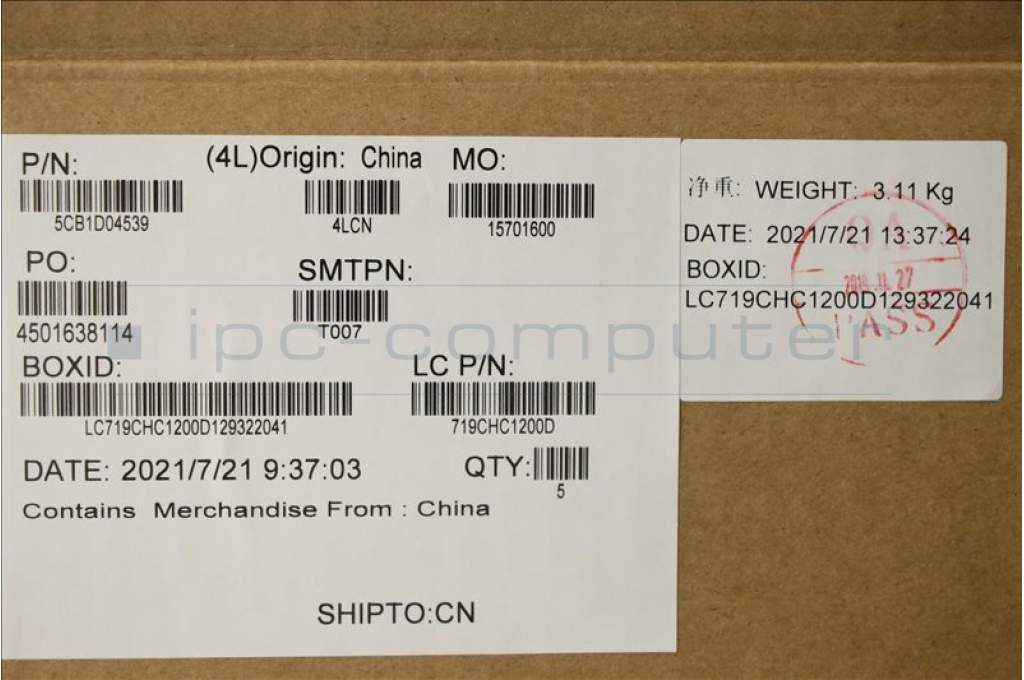 P/N:
5CB1D04539
(4L)Origin: China
4LCN
MO:
15701600
PO:
4501638114
SMTPN:
T007
BOXID:
LC719CHC1200D129322041
LC P/N:
719CHC1200D
DATE: 2021/7/21 9:37:03
QTY:
5
Contains Merchandise From : China
SHIPTO:CN
净重: WEIGHT: 3.11 Kg
DATE: 2021/7/21 13:37:24
BOXID:
LC719CHC1200D129322041
PASS
ipc-computer